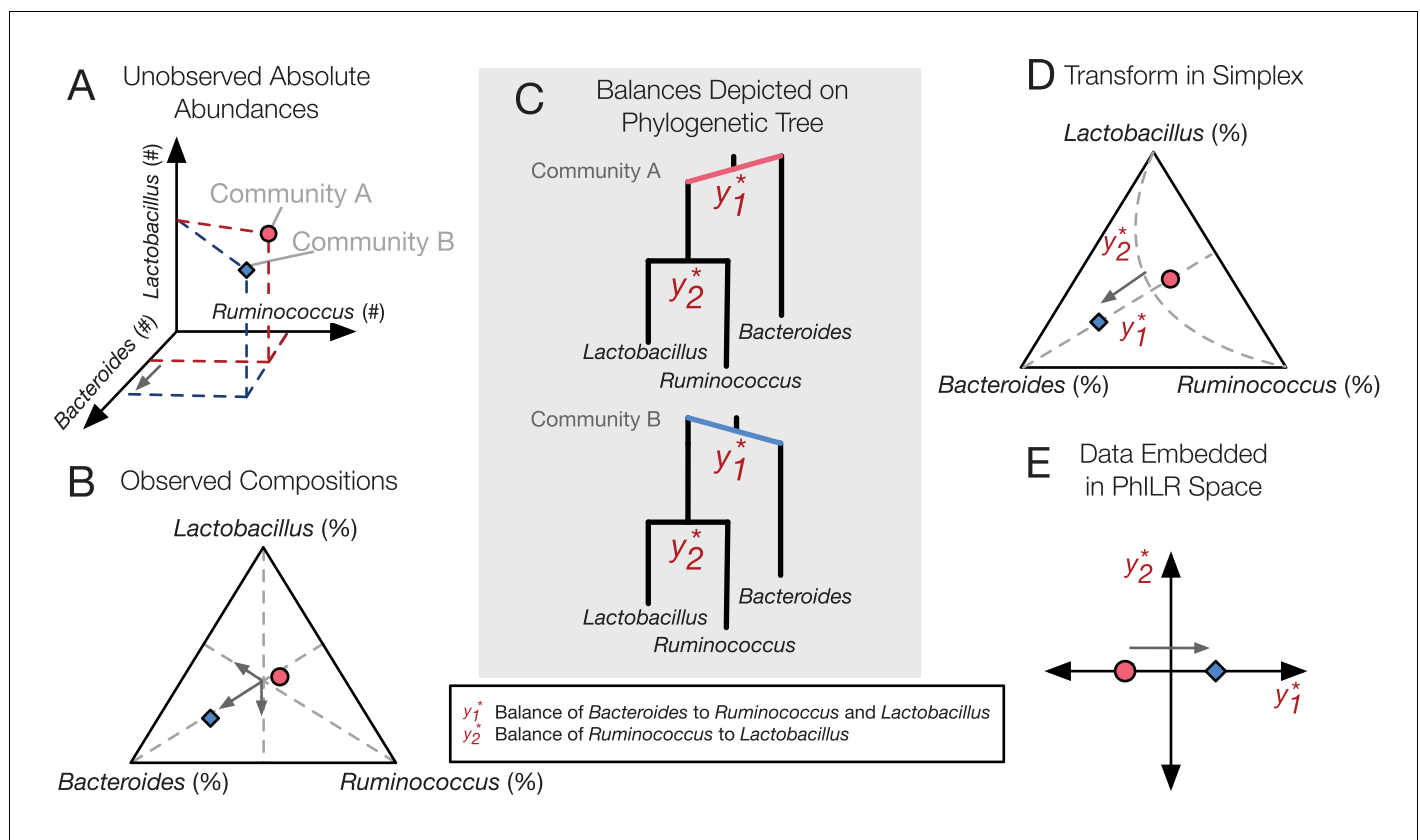 A
Unobserved Absolute
Abundances
Lactobacillus (#)
Community A
Community B
Ruminococcus (#)
Bacteroides (#)
B
Observed Compositions
Lactobacillus (%)
Bacteroides (%)
Ruminococcus (%)
C
Balances Depicted on
Phylogenetic Tree
Community A
y1*
y2*
Bacteroides
Lactobacillus
Ruminococcus
Community B
y1*
y2*
Bacteroides
Lactobacillus
Ruminococcus
y1* Balance of Bacteroides to Ruminococcus and Lactobacillus
y2* Balance of Ruminococcus to Lactobacillus
D
Transform in Simplex
Lactobacillus (%)
y2*
y1*
Bacteroides (%)
Ruminococcus (%)
E
Data Embedded
in PhILR Space
y2*
y1*